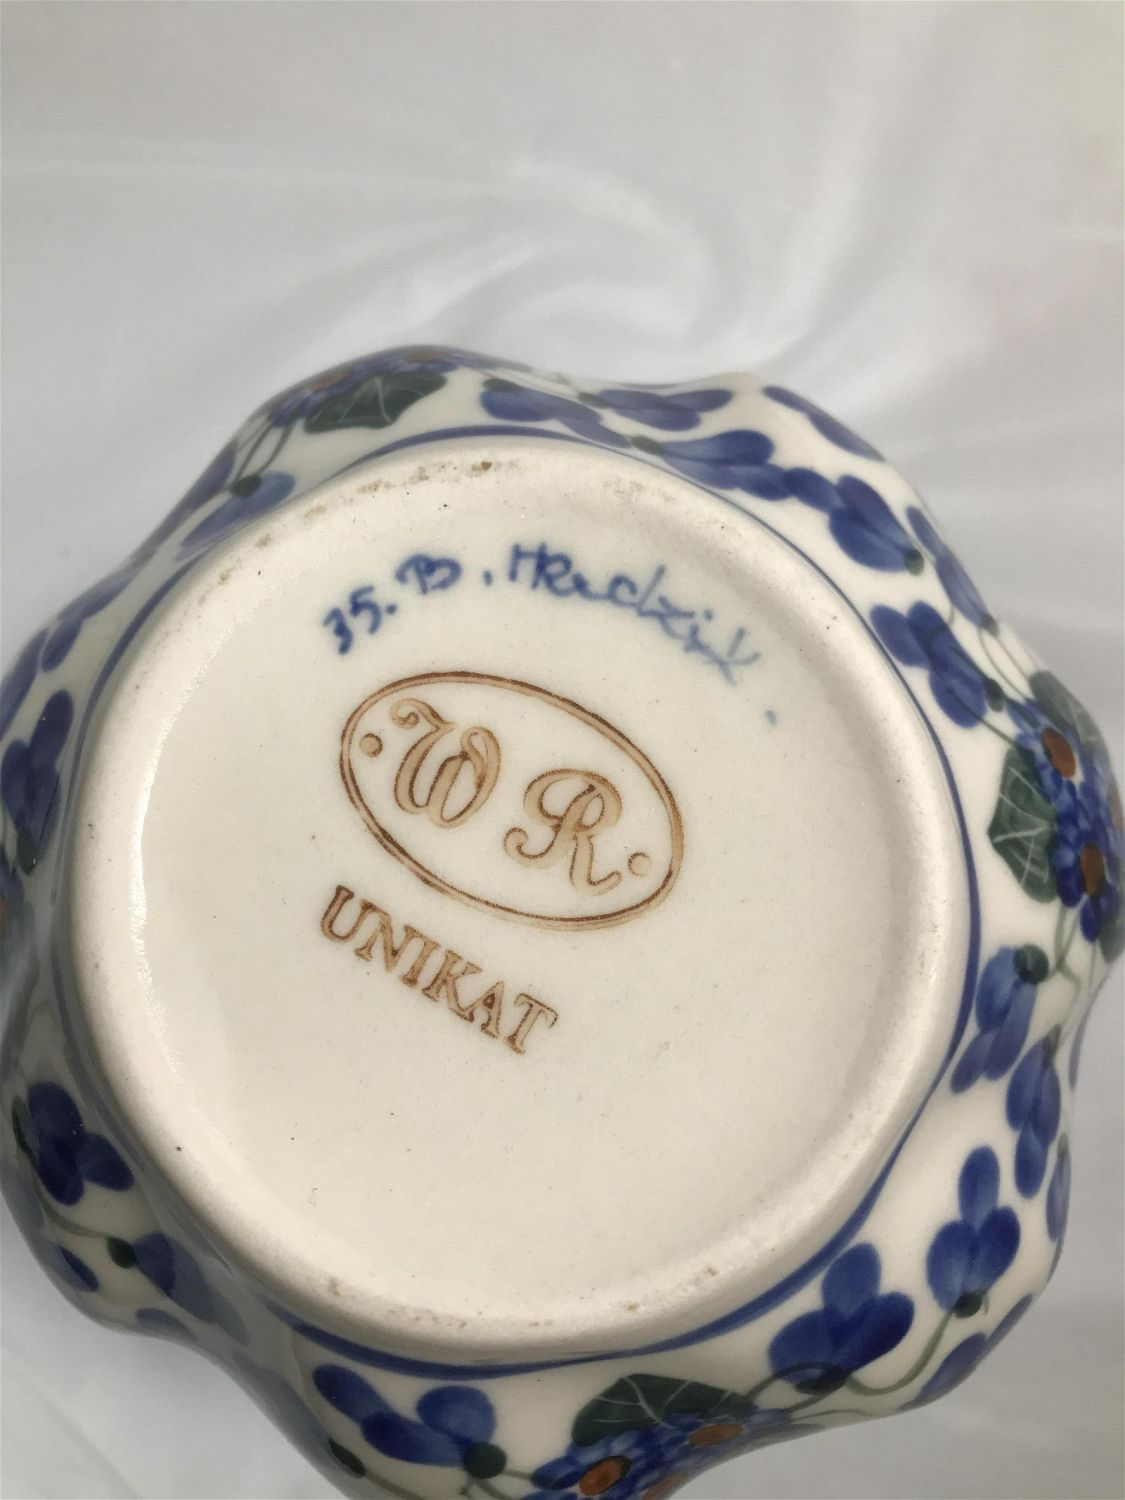 35. B.
W R
UNIKAT